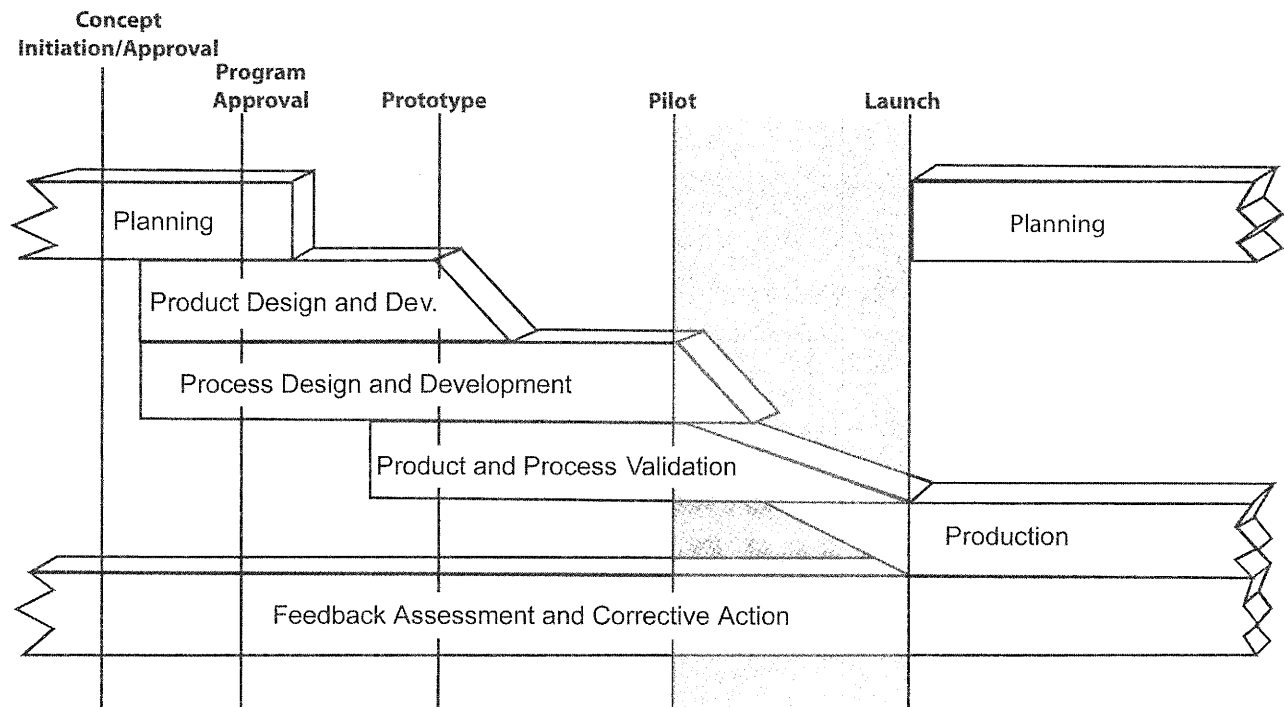 Concept
Initiation/Approval
Program
Approval
Prototype
Pilot
Launch
Planning
Planning
Product Design and Dev.
Process Design and Development
Product and Process Validation
Production
Feedback Assessment and Corrective Action